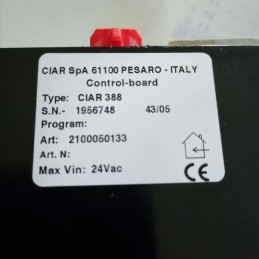 CIAR SpA 61100 PESARO - ITALY
Control-board
Type: CIAR 388
S.N.- 1956748 43/05
Program:
Art: 2100050133
Art. N:
Max Vin: 24Vac
CE